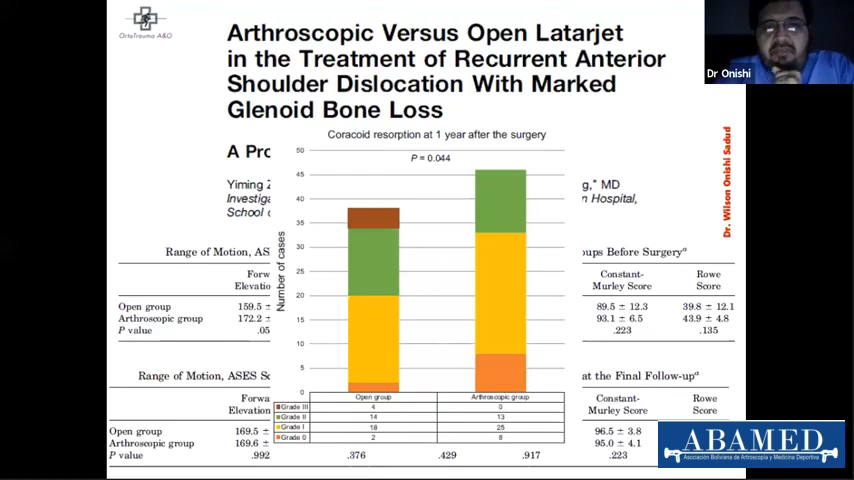 OrtoTrauma A&O
Arthroscopic Versus Open Latarjet
in the Treatment of Recurrent Anterior
Shoulder Dislocation With Marked
Glenoid Bone Loss
Dr Onishi
Dr. Wilson Onishi Sadud
A Pro
Yiming Z
Investiga
School o
g,* MD
n Hospital,
Coracoid resorption at 1 year after the surgery
P = 0.044
Number of cases
50
45
40
35
30
25
20
15
10
5
0
Open group Arthroscopic group
Grade III 4 0
Grade II 14 13
Grade I 18 25
Grade 0 2 8
Range of Motion, AS
oups Before Surgeryᵃ
Forw Constant- Rowe
Elevatio Murley Score Score
Open group 159.5 ± 89.5 ± 12.3 39.8 ± 12.1
Arthroscopic group 172.2 ± 93.1 ± 6.5 43.9 ± 4.8
P value .05 .223 .135
Range of Motion, ASES Sc
at the Final Follow-upᵃ
Forwa Constant- Rowe
Elevatio Murley Score Score
Open group 169.5 ± 96.5 ± 3.8
Arthroscopic group 169.6 ± 95.0 ± 4.1
P value .992 .376 .429 .917 .223
ABAMED
Asociación Boliviana de Artroscopía y Medicina Deportiva